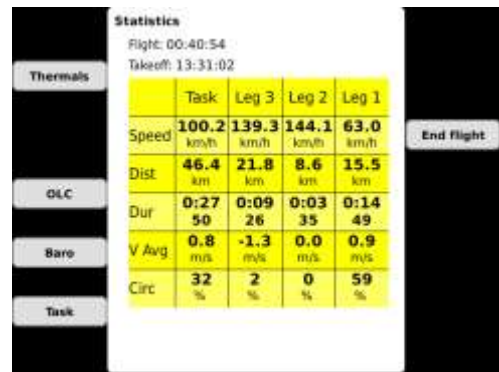 Statistics
Flight: 00:40:54
Takeoff: 13:31:02
Thermals
OLC
Baro
Task
End flight
Task Leg 3 Leg 2 Leg 1
Speed 100.2 139.3 144.1 63.0
km/h km/h km/h km/h
Dist 46.4 21.8 8.6 15.5
km km km km
Dur 0:27 0:09 0:03 0:14
50 26 35 49
V Avg 0.8 -1.3 0.0 0.9
m/s m/s m/s m/s
Circ 32 2 0 59
% % % %